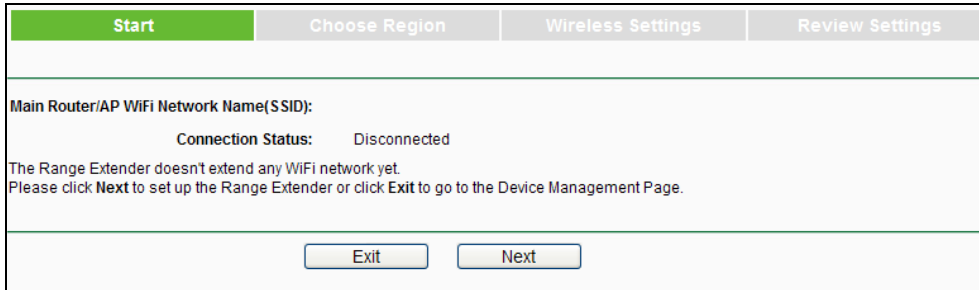 Start Choose Region Wireless Settings Review Settings
Main Router/AP WiFi Network Name(SSID):
Connection Status: Disconnected
The Range Extender doesn't extend any WiFi network yet.
Please click Next to set up the Range Extender or click Exit to go to the Device Management Page.
Exit Next